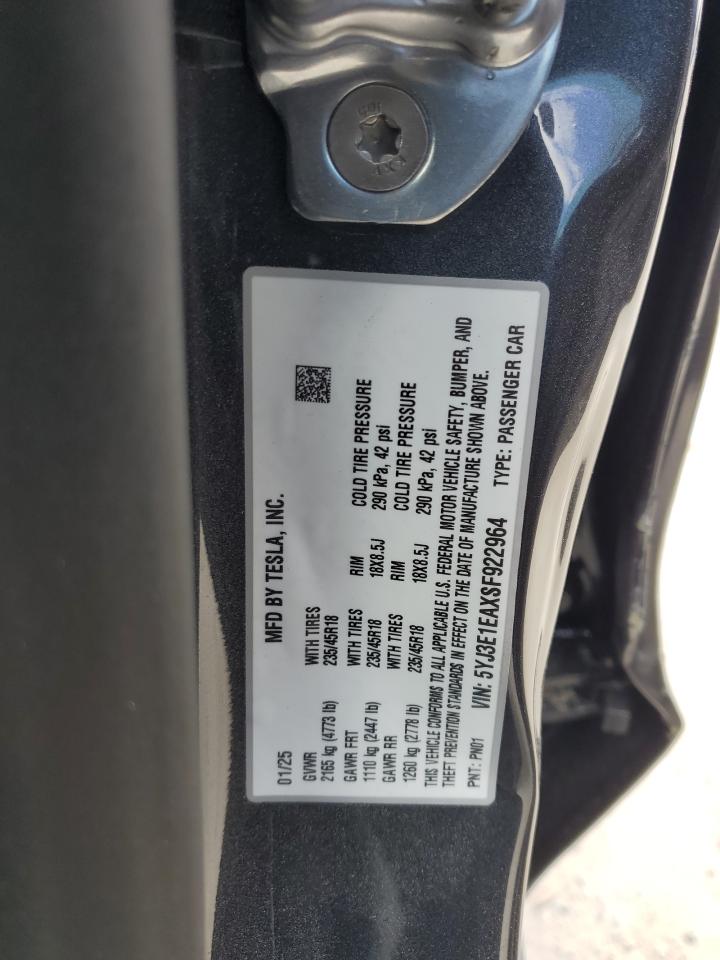 MFD BY TESLA, INC.
01/25
GVWR WITH TIRES
2165 kg (4773 lb) 235/45R18
GAWR FRT WITH TIRES RIM COLD TIRE PRESSURE
1110 kg (2447 lb) 235/45R18 18X8.5J 290 kPa, 42 psi
GAWR RR WITH TIRES RIM COLD TIRE PRESSURE
1260 kg (2778 lb) 235/45R18 18X8.5J 290 kPa, 42 psi
THIS VEHICLE CONFORMS TO ALL APPLICABLE U.S. FEDERAL MOTOR VEHICLE SAFETY, BUMPER, AND
THEFT PREVENTION STANDARDS IN EFFECT ON THE DATE OF MANUFACTURE SHOWN ABOVE.
PNT: PN01 VIN: 5YJ3E1EAXSF922964 TYPE: PASSENGER CAR